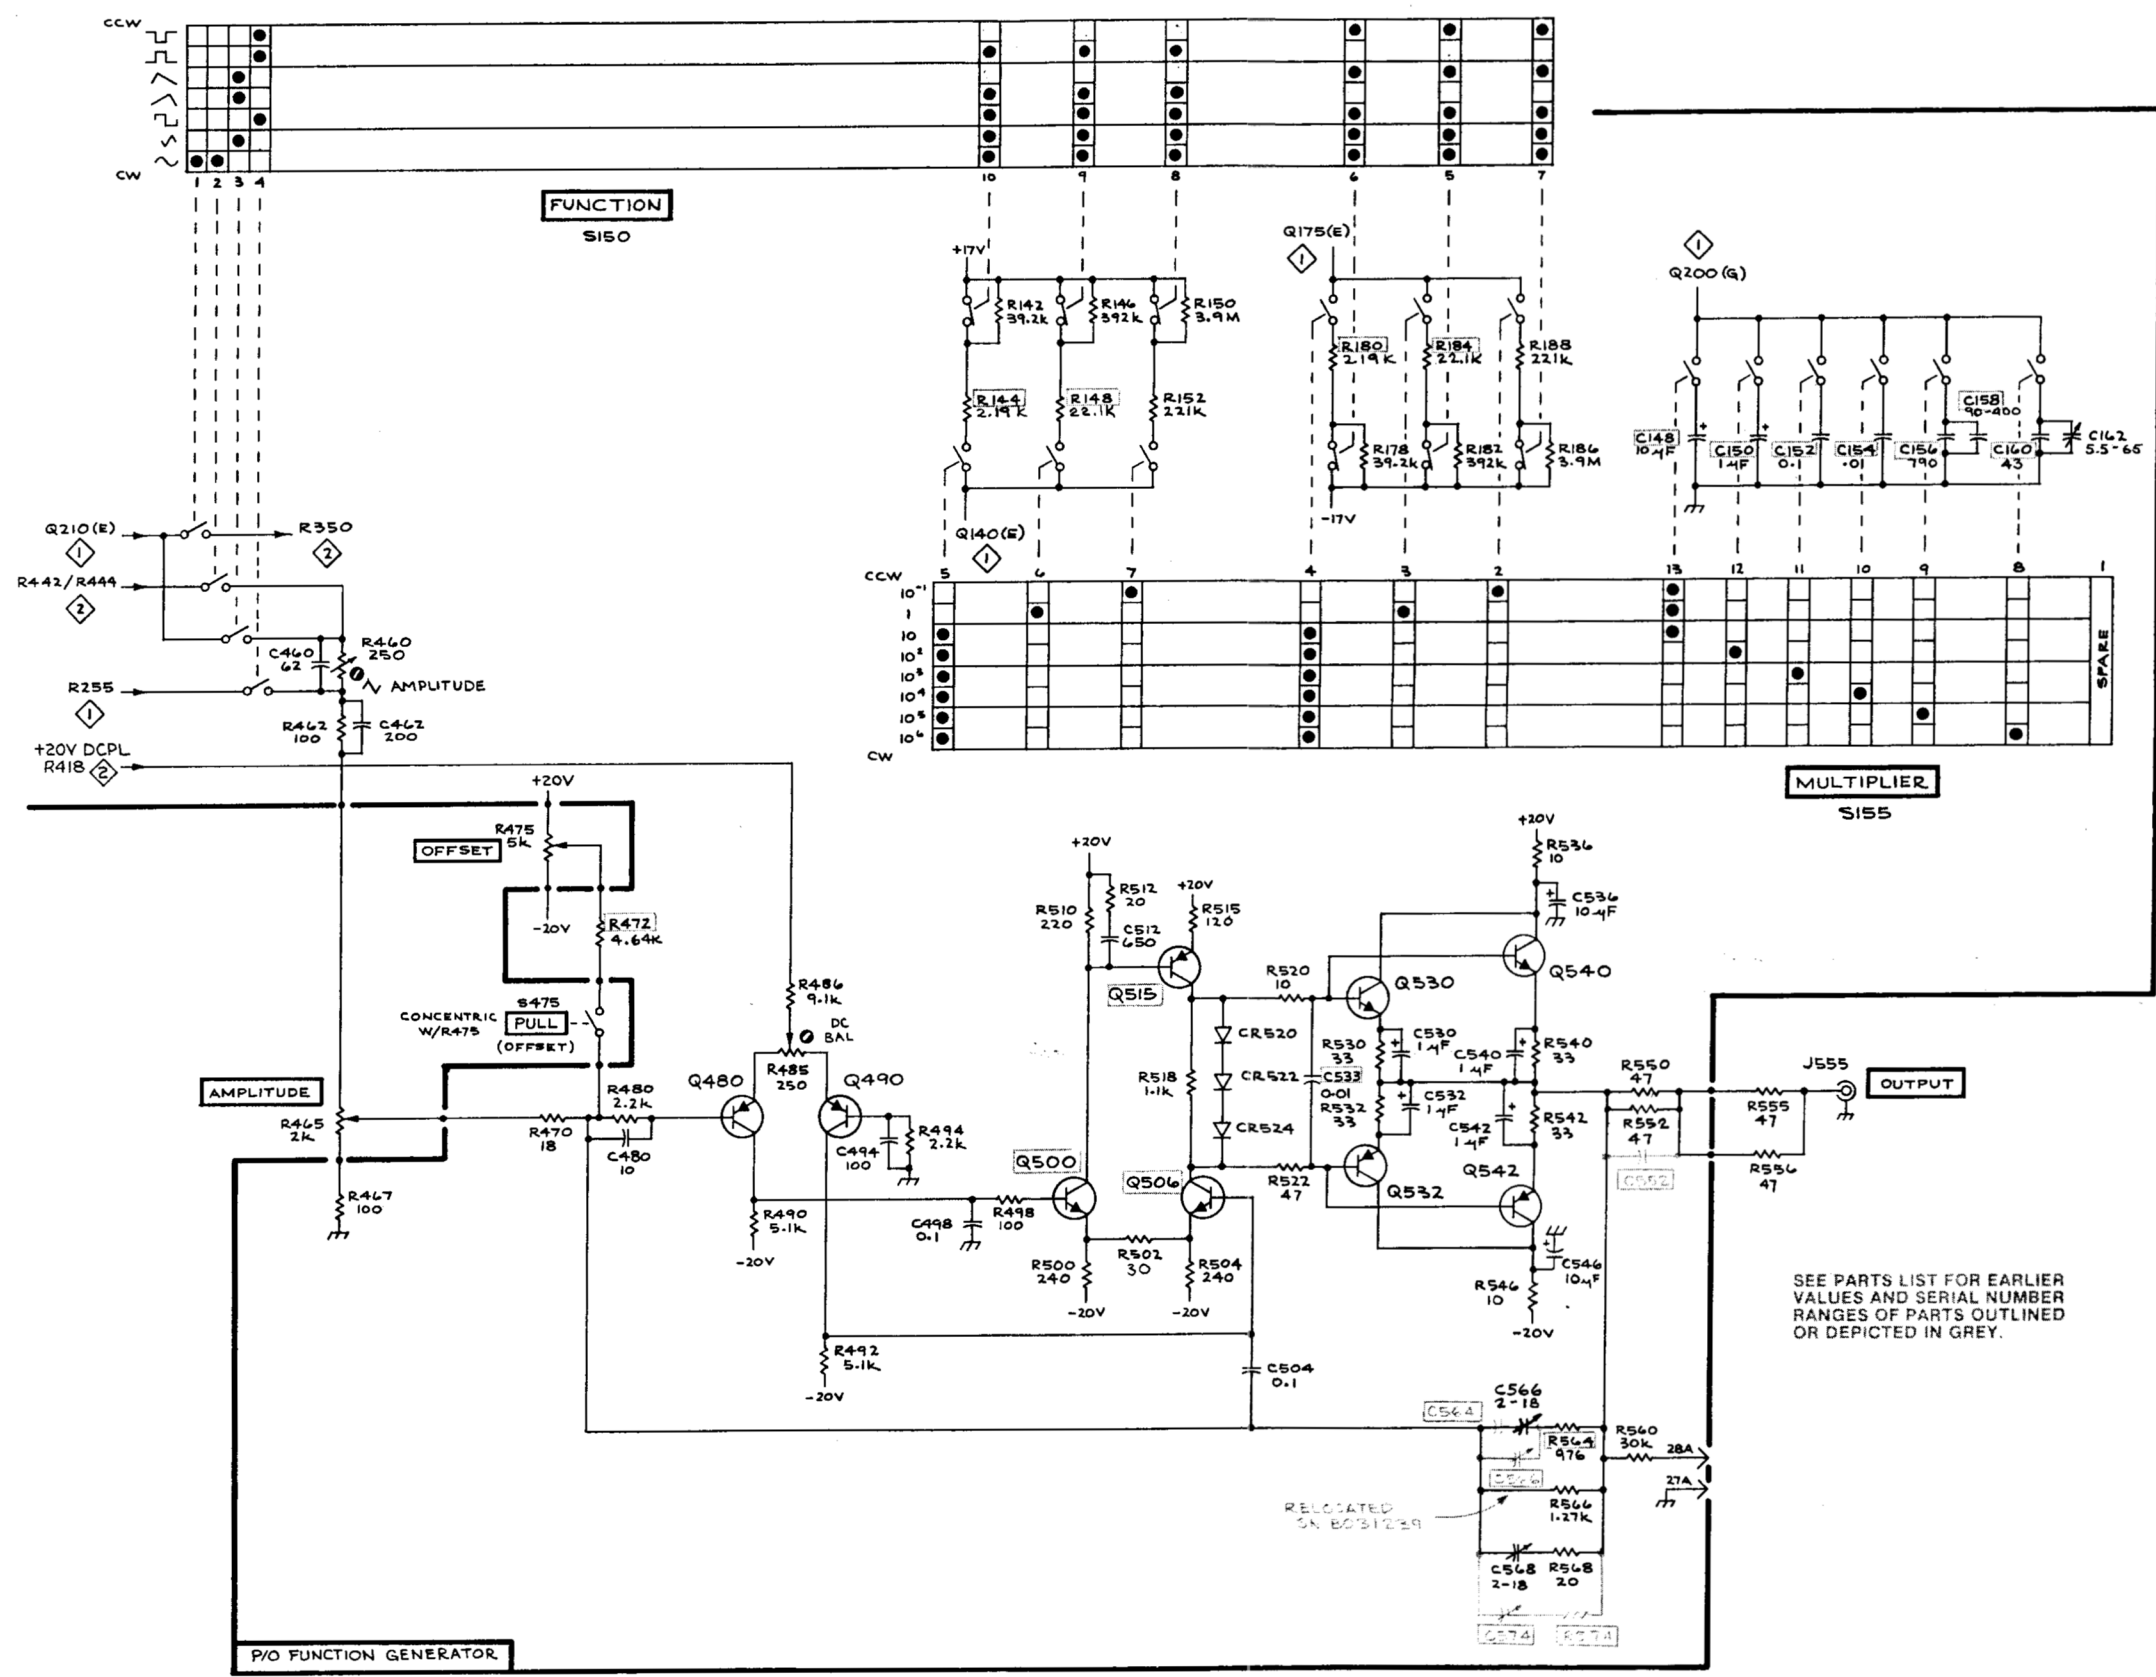 CCW
CW
1 2 3 4
10 9 8 6 5 7
FUNCTION
S150
+17V
R142
39.2K
R146
392K
R150
3.9M
R144
2.19K
R148
22.1K
R152
221K
Q140(E)
1
Q175(E)
1
R180
2.19K
R184
22.1K
R188
221K
R178
39.2K
R182
392K
R186
3.9M
-17V
1
Q200(G)
C148
10µF
+
C150
1µF
+
C152
0.1
C154
.01
C156
790
C158
90-400
C160
43
C162
5.5-65
Q210(E)
1
R350
2
R442/R444
2
C460
62
R460
250
AMPLITUDE
R255
1
R462
100
C462
200
+20V DCPL
R418 2
CCW
5 6 7 4 3 2 13 12 11 10 9 8 1
10-1
1
10
10²
10³
10⁴
10⁵
10⁶
CW
SPARE
MULTIPLIER
S155
+20V
R475
5K
OFFSET
-20V
R472
4.64K
S475
CONCENTRIC
W/R475
PULL
(OFFSET)
AMPLITUDE
R465
2K
R467
100
R470
18
R480
2.2K
C480
10
Q480
R486
9.1K
DC
BAL
R485
250
Q490
C494
100
R494
2.2K
R490
5.1K
-20V
R492
5.1K
-20V
C498
0.1
R498
100
Q500
R500
240
-20V
R502
30
R504
240
-20V
Q506
C504
0.1
+20V
R510
220
R512
20
C512
650
+20V
R515
120
Q515
R518
1.1K
CR520
CR522
CR524
R520
10
R522
47
C533
0.01
Q530
R530
33
+
C530
1µF
R532
33
+
C532
1µF
Q532
+20V
R536
10
+
C536
10µF
Q540
C540
1µF
+
R540
33
C542
1µF
+
R542
33
Q542
+
C546
10µF
R546
10
-20V
R550
47
R552
47
C552
R555
47
R556
47
J555
OUTPUT
SEE PARTS LIST FOR EARLIER
VALUES AND SERIAL NUMBER
RANGES OF PARTS OUTLINED
OR DEPICTED IN GREY.
C564
C566
2-18
R564
976
C566
R560
30K
28A
27A
RELOCATED
SN B031239
R566
1.27K
C568
2-18
R568
20
C574
R574
P/O FUNCTION GENERATOR